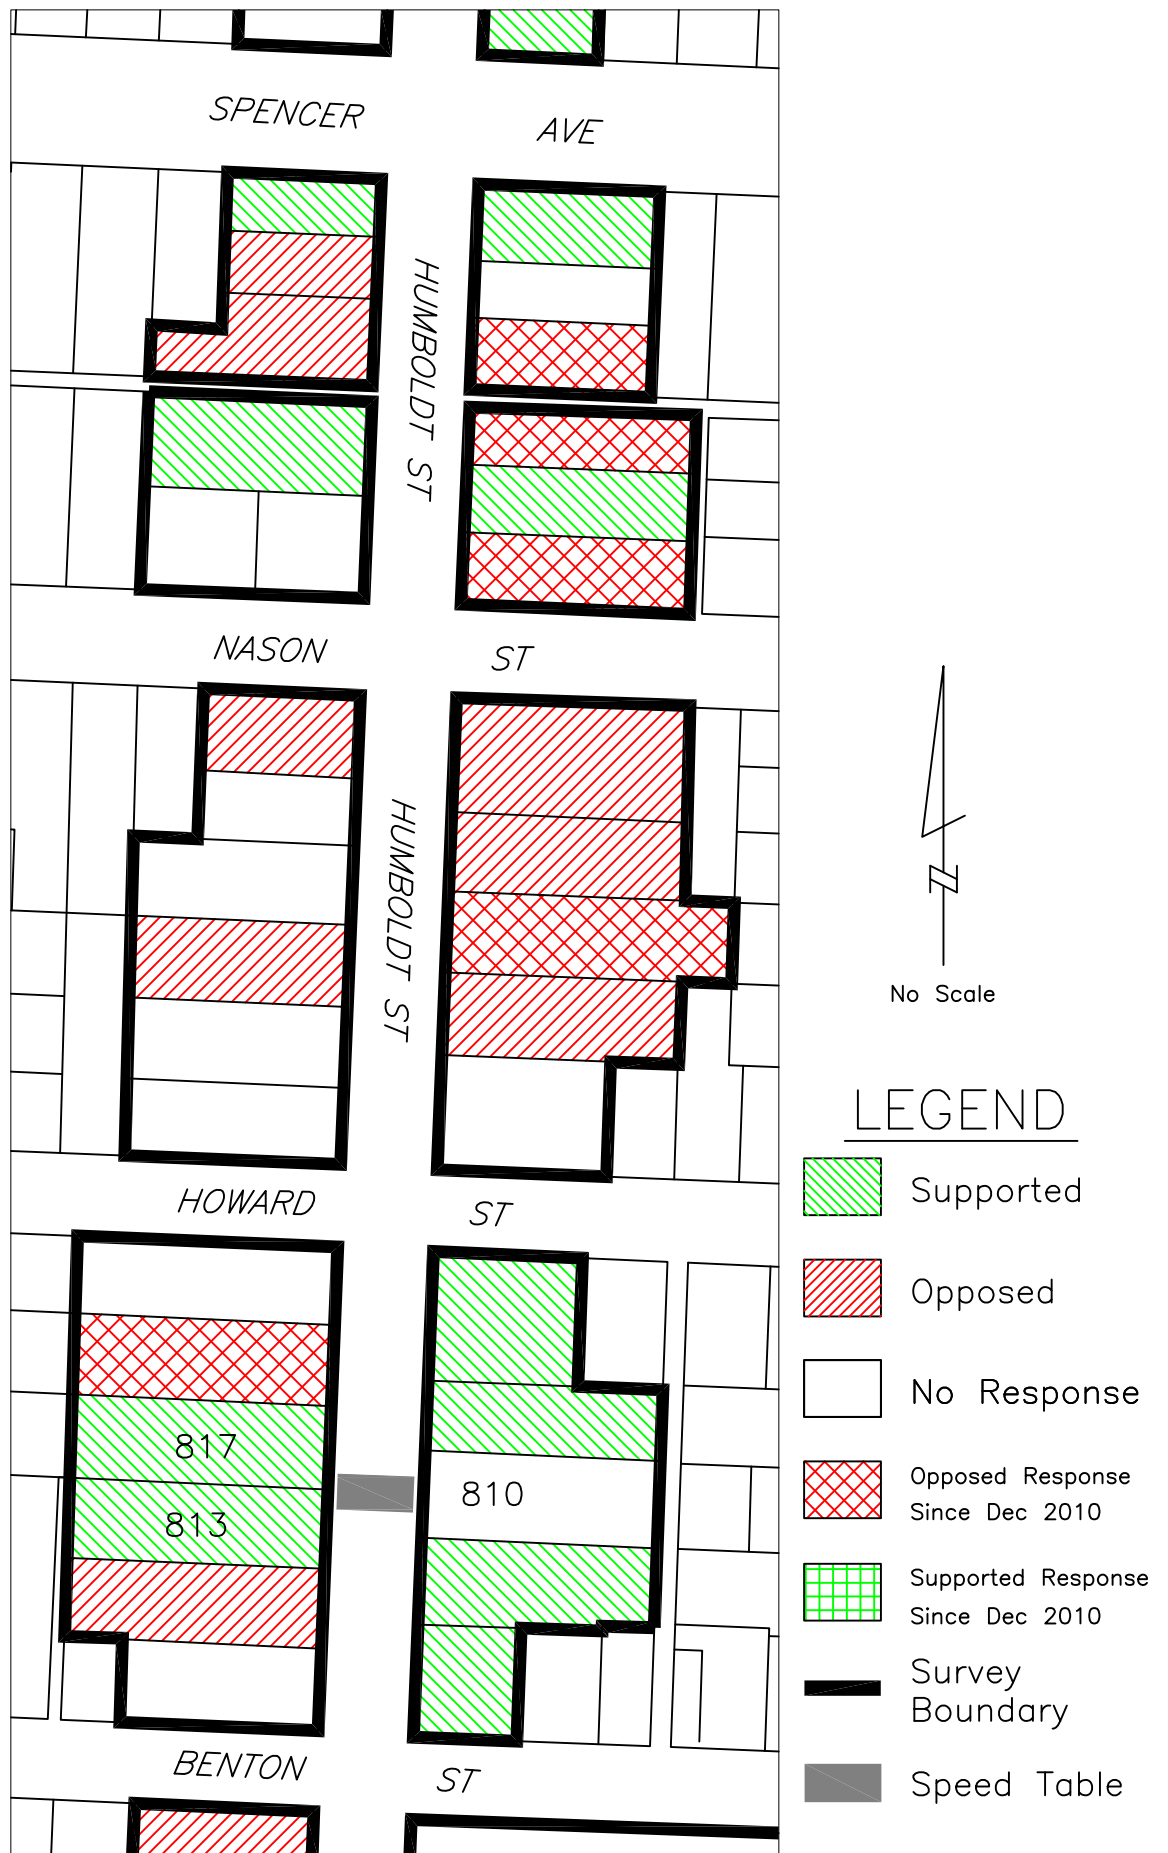 SPENCER AVE
HUMBOLDT ST
NASON ST
HUMBOLDT ST
No Scale
HOWARD ST
817
813
810
BENTON ST
LEGEND
Supported
Opposed
No Response
Opposed Response
Since Dec 2010
Supported Response
Since Dec 2010
Survey
Boundary
Speed Table